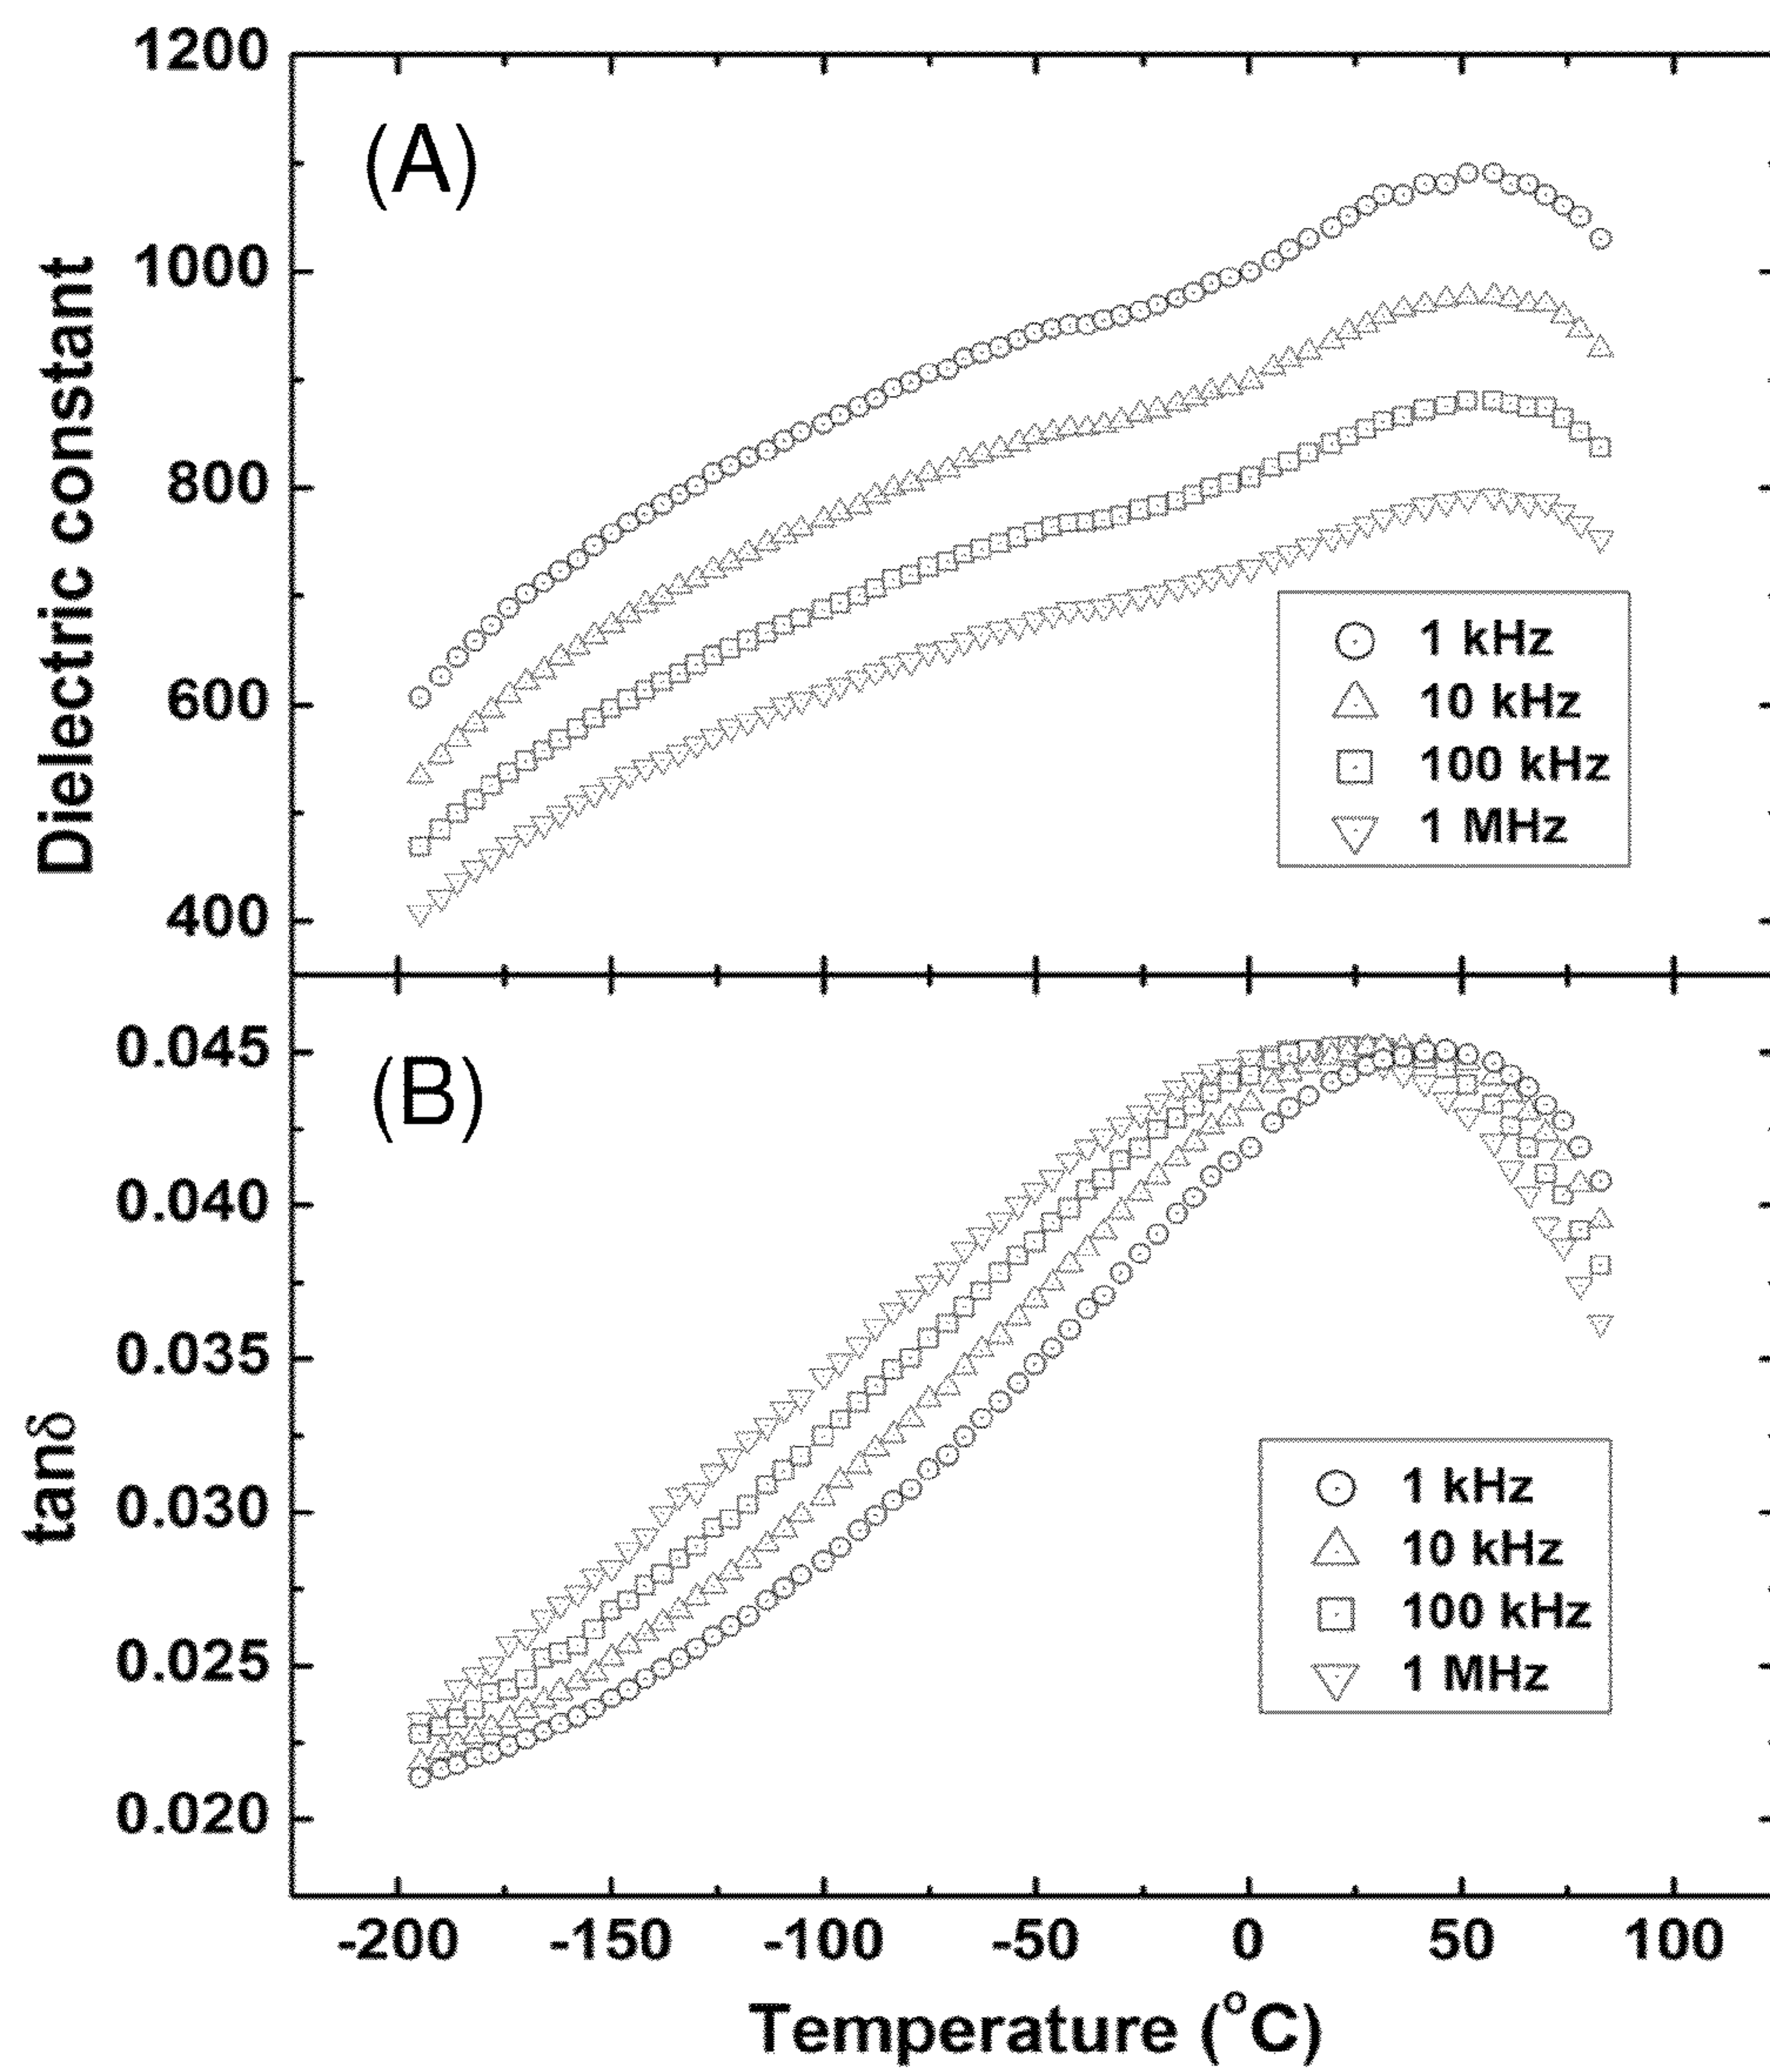 1200
(A)
1000
800
600
400
Dielectric constant
1 kHz
10 kHz
100 kHz
1 MHz
0.045
(B)
0.040
0.035
0.030
0.025
0.020
tanδ
1 kHz
10 kHz
100 kHz
1 MHz
-200 -150 -100 -50 0 50 100
Temperature (°C)